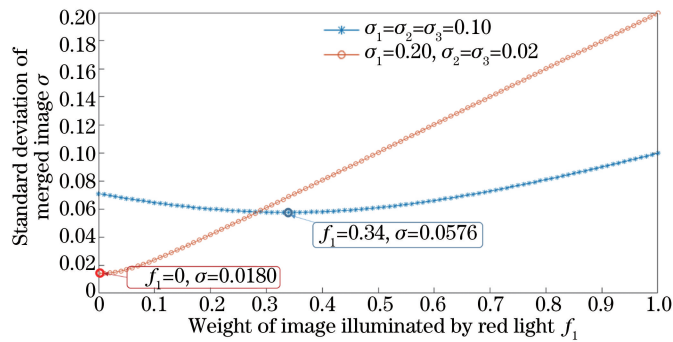 0.20
0.18
0.16
0.14
0.12
0.10
0.08
0.06
0.04
0.02
0
Standard deviation of
merged image σ
σ₁=σ₂=σ₃=0.10
σ₁=0.20, σ₂=σ₃=0.02
f₁=0.34, σ=0.0576
f₁=0, σ=0.0180
0 0.1 0.2 0.3 0.4 0.5 0.6 0.7 0.8 0.9 1.0
Weight of image illuminated by red light f₁